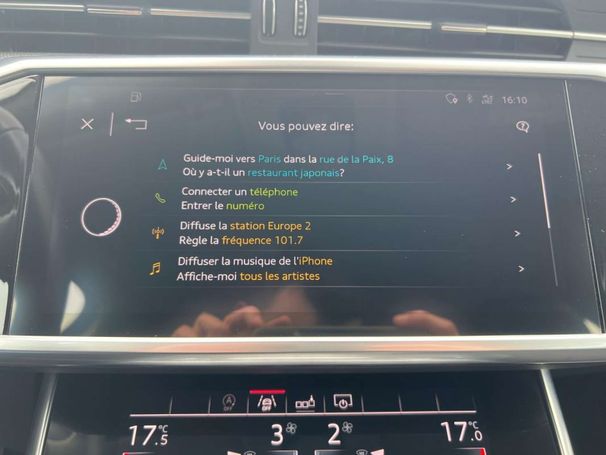 16:10
Vous pouvez dire:
Guide-moi vers Paris dans la rue de la Paix, 8
Où y a-t-il un restaurant japonais?
Connecter un téléphone
Entrer le numéro
Diffuse la station Europe 2
Règle la fréquence 101.7
Diffuser la musique de l'iPhone
Affiche-moi tous les artistes
A OFF OFF
17.5 °C 3 2 17.0 °C